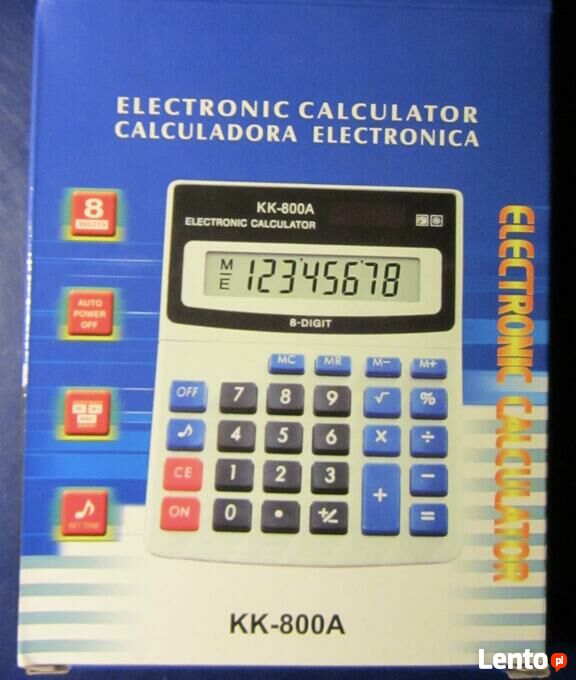 ELECTRONIC CALCULATOR
CALCULADORA ELECTRONICA
8
DIGITS
AUTO
POWER
OFF
KEY TONE
KK-800A
ELECTRONIC CALCULATOR
M
E
12345678
8-DIGIT
MC MR M− M+
OFF 7 8 9 √ %
♪ 4 5 6 × ÷
CE 1 2 3 + −
ON 0 • +/− =
ELECTRONIC CALCULATOR
KK-800A
Lento.pl